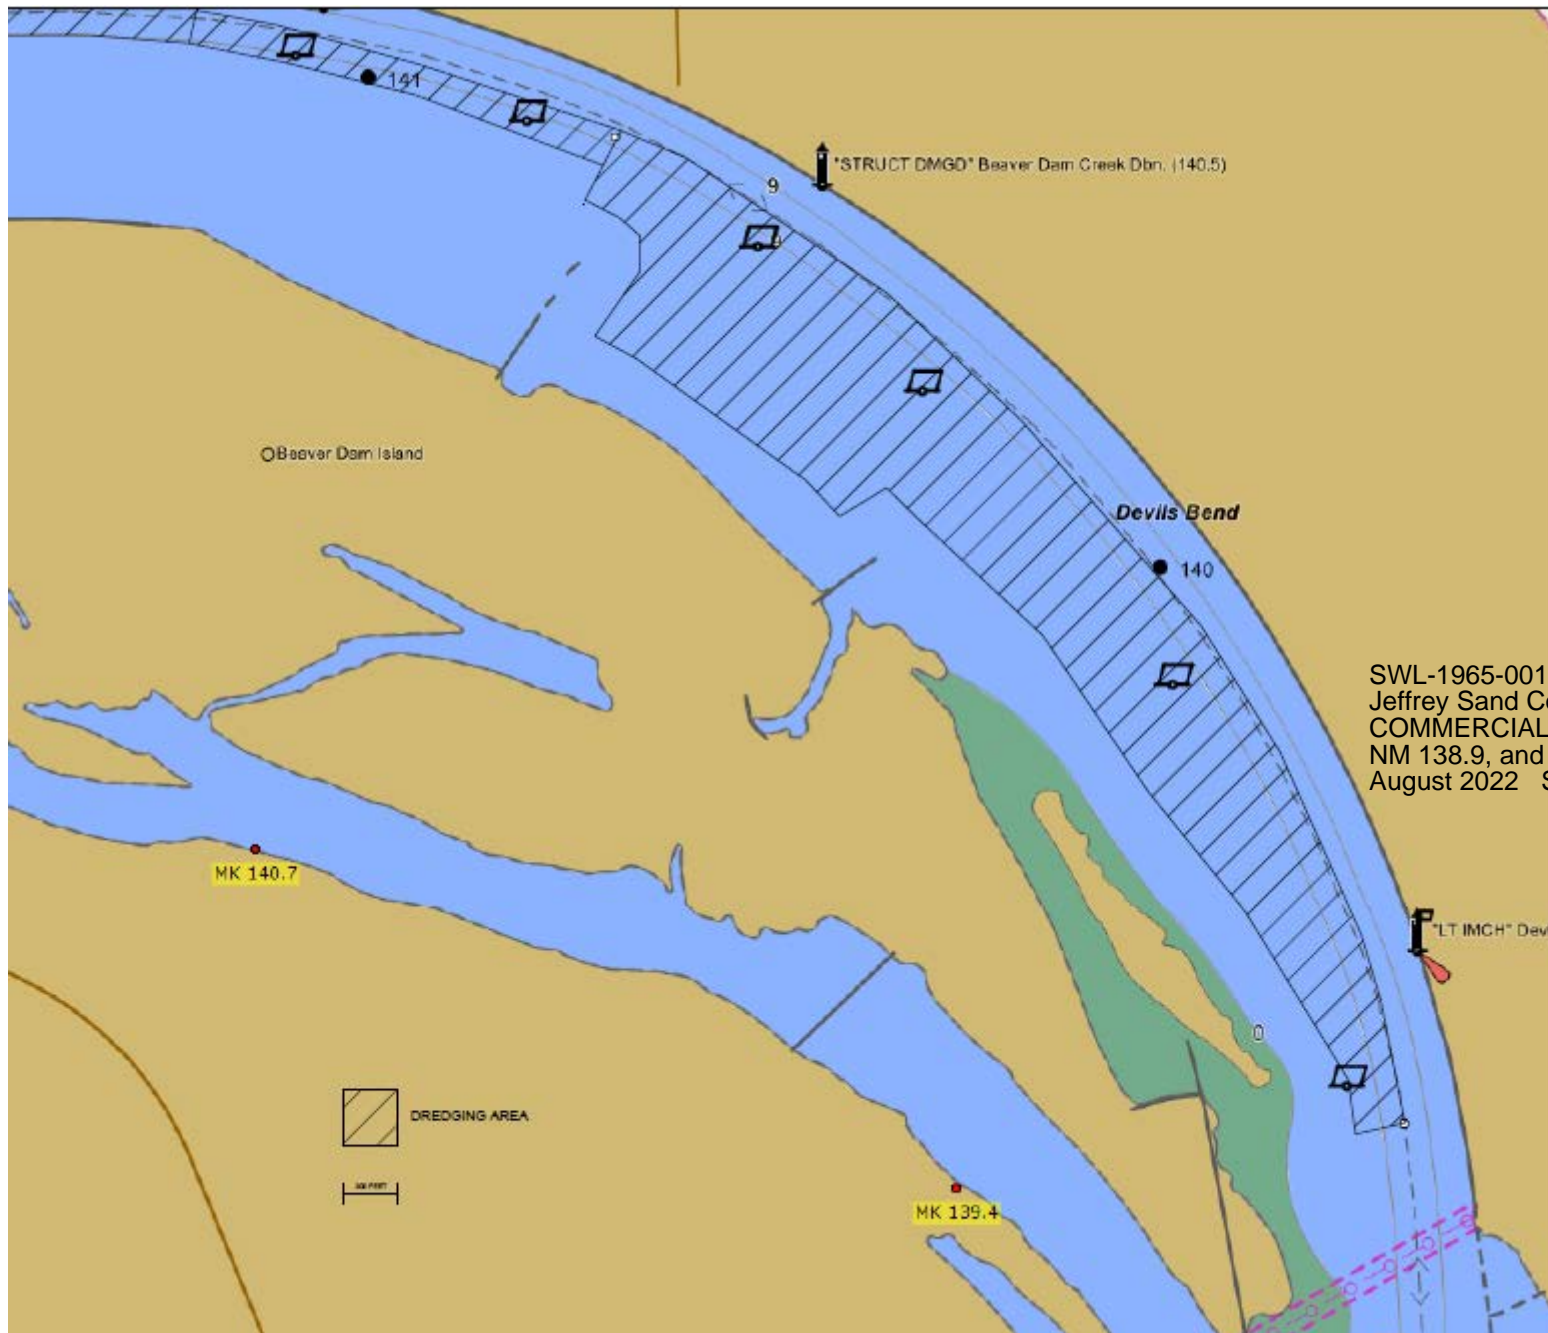 141
9
"STRUCT DMGD" Beaver Dam Creek Dbn. (140.5)
Beaver Dam Island
Devils Bend
140
SWL-1965-001
Jeffrey Sand
COMMERCIAL
NM 138.9, and
August 2022 S
MK 140.7
"LT IMCH" Dev
0
DREDGING AREA
FEET
MK 139.4